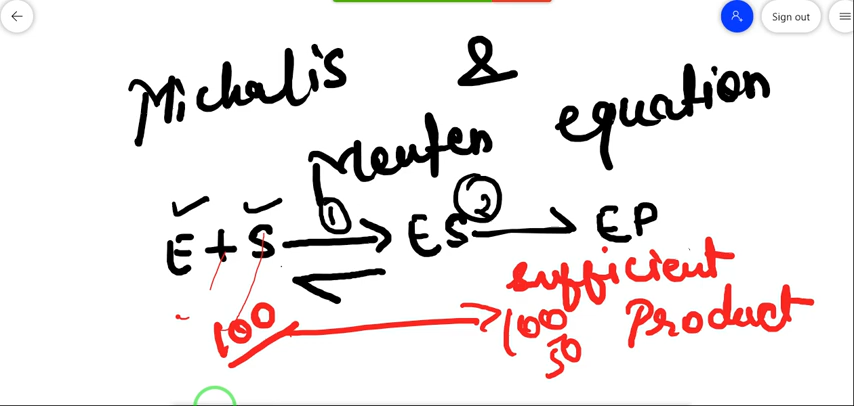 Sign out
Michalis & 
Menten equation
E + S ① → ES ② → EP
100 → sufficient
100 Product
50